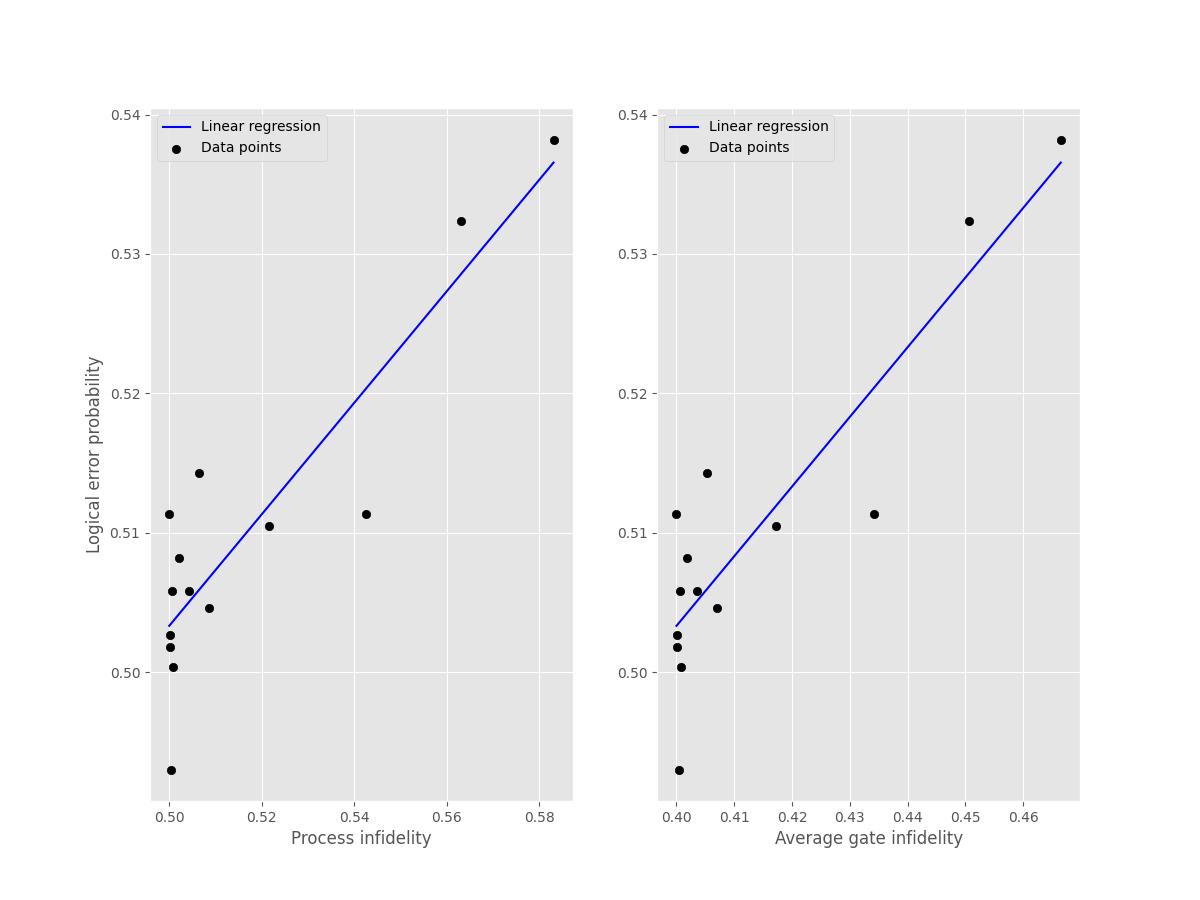 Linear regression
Data points
0.54
0.53
0.52
0.51
0.50
Logical error probability
0.50 0.52 0.54 0.56 0.58
Process infidelity
Linear regression
Data points
0.54
0.53
0.52
0.51
0.50
0.40 0.41 0.42 0.43 0.44 0.45 0.46
Average gate infidelity